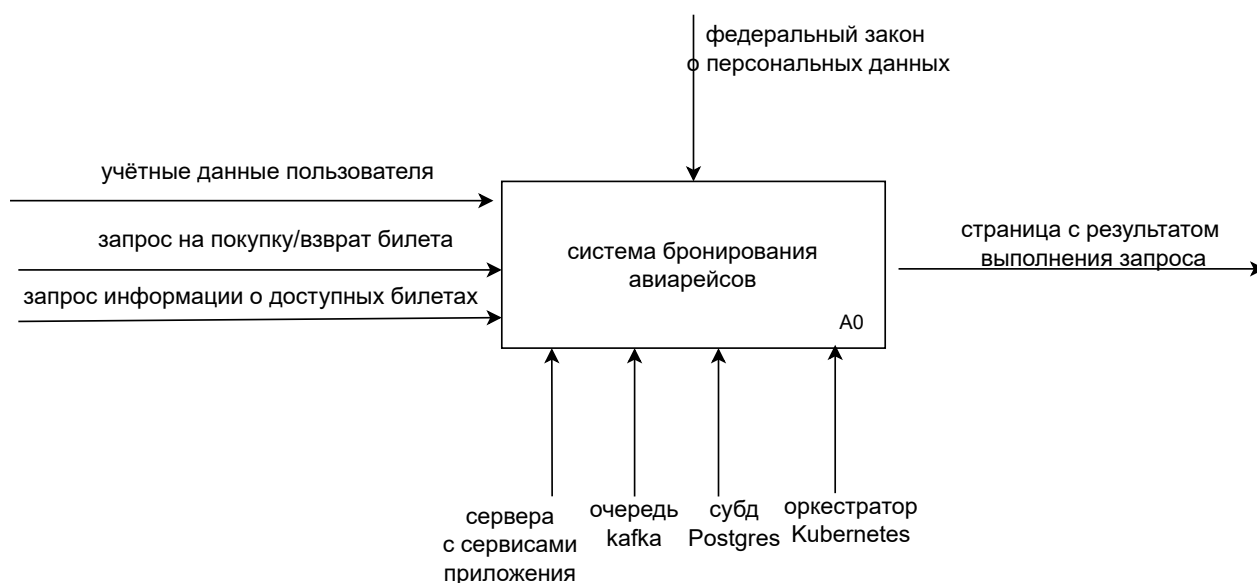 федеральный закон
о персональных данных
учётные данные пользователя
запрос на покупку/взврат билета
запрос информации о доступных билетах
система бронирования
авиарейсов
A0
страница с результатом
выполнения запроса
сервера
с сервисами
приложения
очередь
kafka
субд
Postgres
оркестратор
Kubernetes